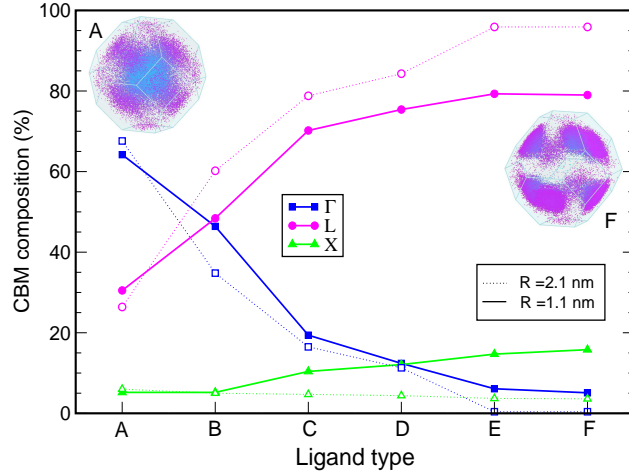 CBM composition (%)
100
80
60
40
20
0
A
F
Γ
L
X
R =2.1 nm
R =1.1 nm
A B C D E F
Ligand type